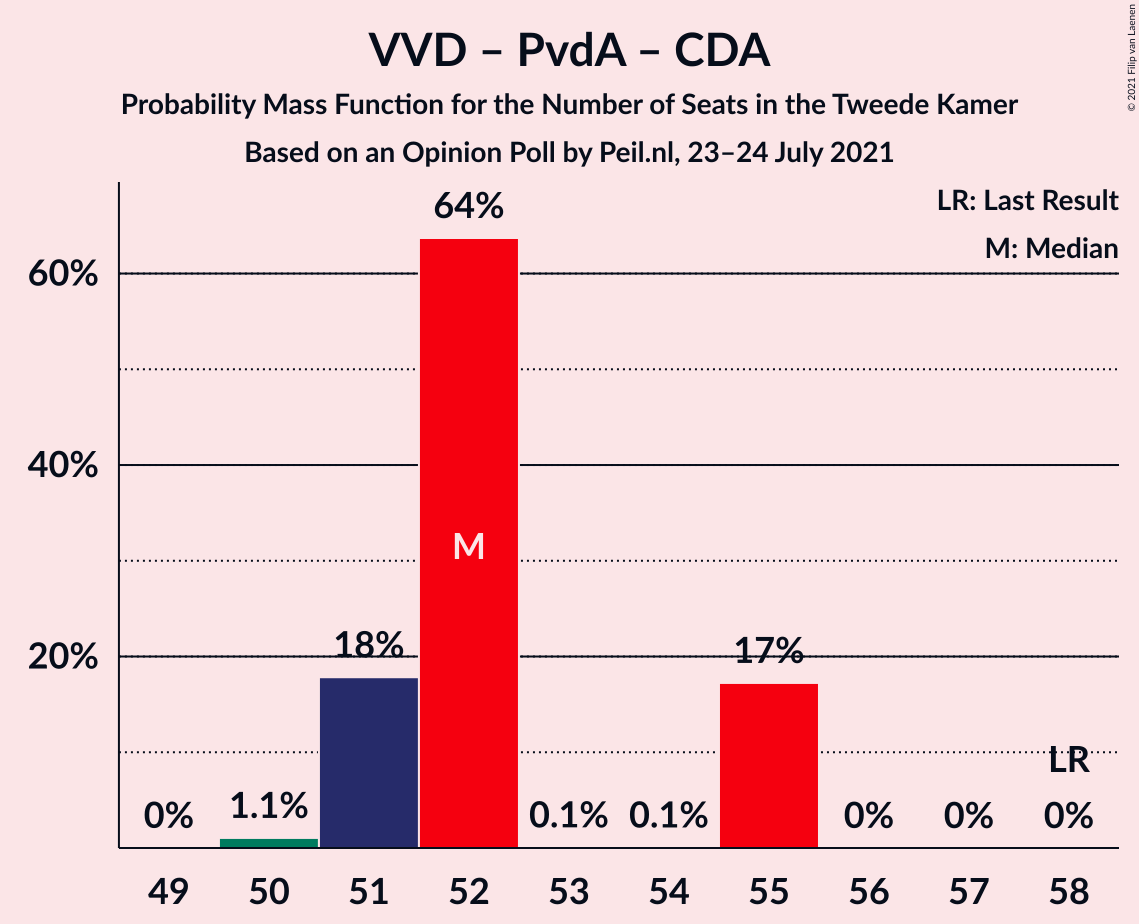 VVD – PvdA – CDA
Probability Mass Function for the Number of Seats in the Tweede Kamer
Based on an Opinion Poll by Peil.nl, 23–24 July 2021
© 2021 Filip van Laenen
LR: Last Result
M: Median
60%
40%
20%
0%
1.1%
18%
64%
M
0.1%
0.1%
17%
0%
0%
LR
0%
49 50 51 52 53 54 55 56 57 58